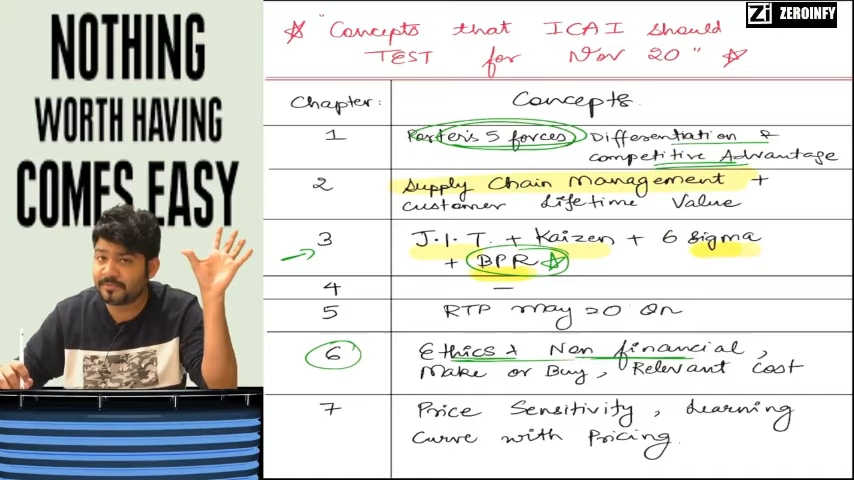 NOTHING
WORTH HAVING
COMES EASY
Zi ZEROINFY
"Concepts that ICAI should
TEST for Nov 20"
Chapter: Concepts.
1 Porter's 5 forces Differentiation &
competitive Advantage
2 Supply Chain Management +
customer Lifetime Value
3 J.I.T. + Kaizen + 6 sigma
+ BPR
4 —
5 RTP May 20 Qn
6 Ethics & Non financial,
Make or Buy, Relevant cost
7 Price Sensitivity, Learning
Curve with Pricing.